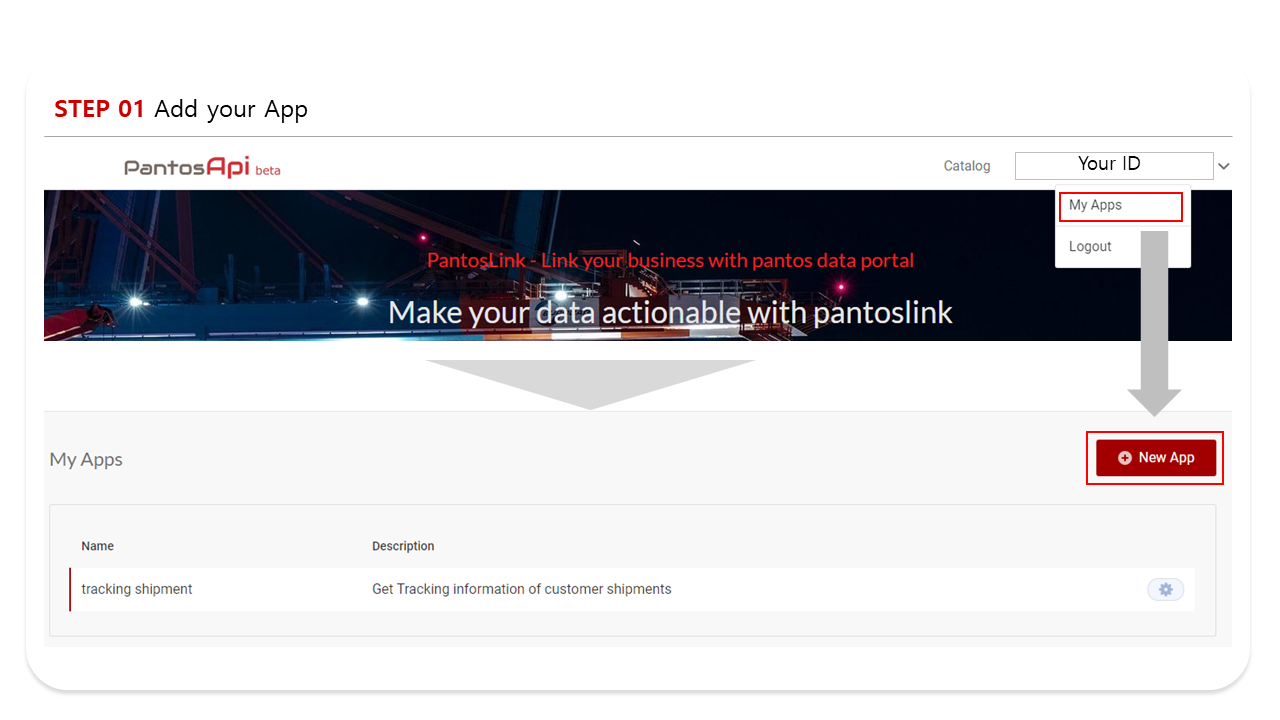 STEP 01 Add your App
PantosApi beta
Catalog
Your ID
My Apps
Logout
PantosLink - Link your business with pantos data portal
Make your data actionable with pantoslink
My Apps
New App
Name Description
tracking shipment Get Tracking information of customer shipments